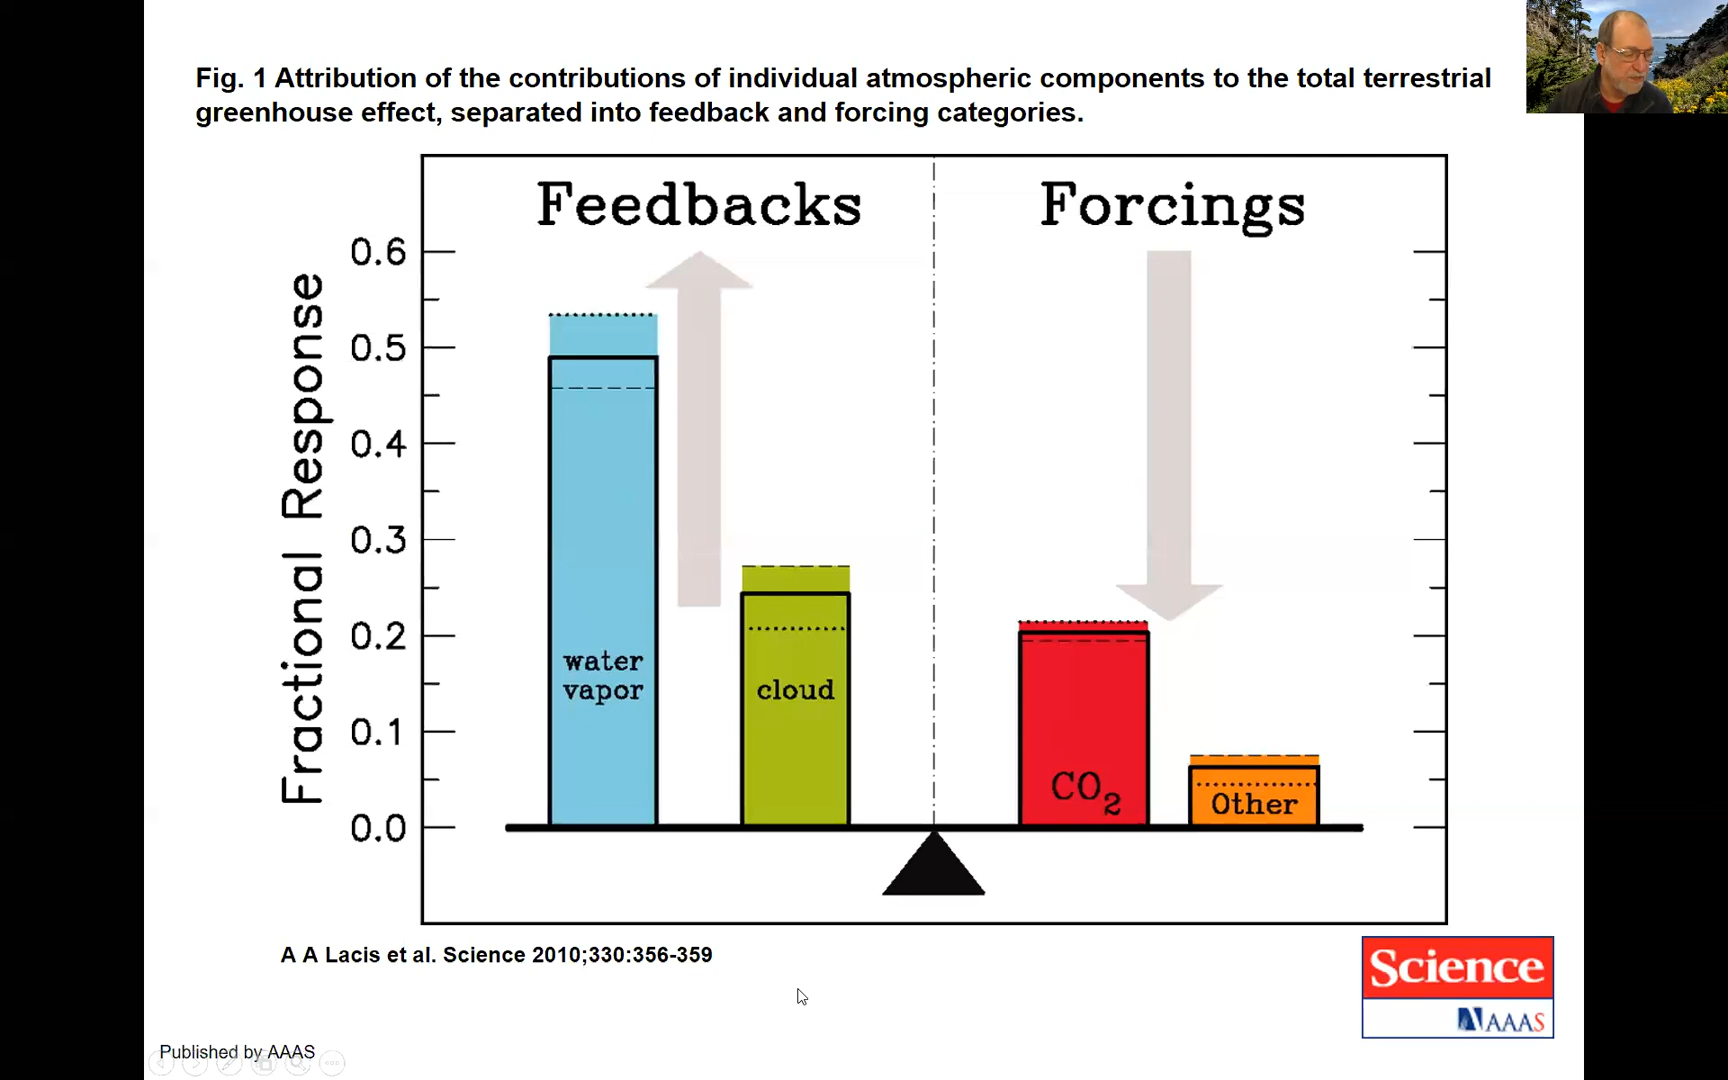 Fig. 1 Attribution of the contributions of individual atmospheric components to the total terrestrial
greenhouse effect, separated into feedback and forcing categories.
Feedbacks
Forcings
Fractional Response
0.6
0.5
0.4
0.3
0.2
0.1
0.0
water
vapor
cloud
CO₂
Other
A A Lacis et al. Science 2010;330:356-359
Science
AAAS
Published by AAAS